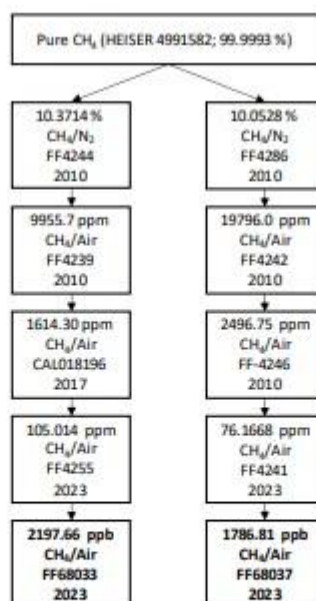 Pure CH₄ (HEISER 4991582; 99.9993 %)
10.3714 %
CH₄/N₂
FF4244
2010
9955.7 ppm
CH₄/Air
FF4239
2010
1614.30 ppm
CH₄/Air
CAL018196
2017
105.014 ppm
CH₄/Air
FF4255
2023
2197.66 ppb
CH₄/Air
FF68033
2023
10.0528 %
CH₄/N₂
FF4286
2010
19796.0 ppm
CH₄/Air
FF4242
2010
2496.75 ppm
CH₄/Air
FF-4246
2010
76.1668 ppm
CH₄/Air
FF4241
2023
1786.81 ppb
CH₄/Air
FF68037
2023